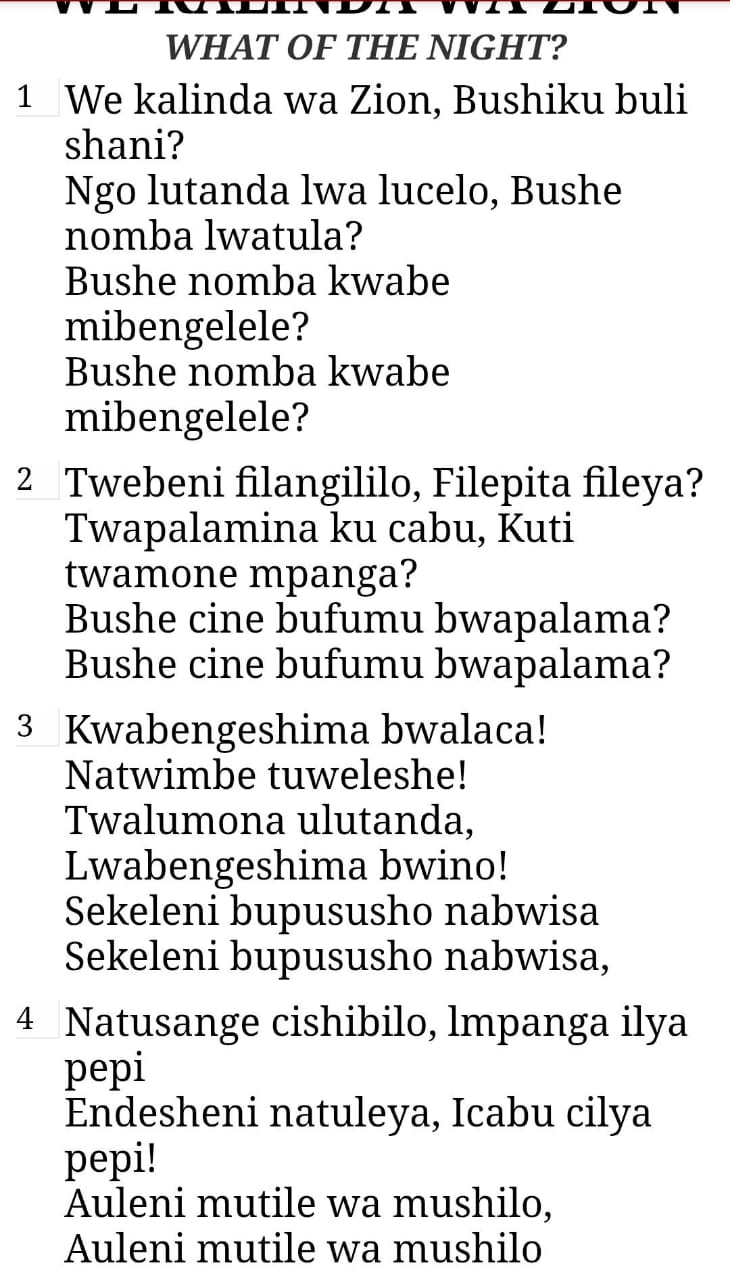 WE KALINDA WA ZION
WHAT OF THE NIGHT?
1 We kalinda wa Zion, Bushiku buli
shani?
Ngo lutanda lwa lucelo, Bushe
nomba lwatula?
Bushe nomba kwabe
mibengelele?
Bushe nomba kwabe
mibengelele?
2 Twebeni filangililo, Filepita fileya?
Twapalamina ku cabu, Kuti
twamone mpanga?
Bushe cine bufumu bwapalama?
Bushe cine bufumu bwapalama?
3 Kwabengeshima bwalaca!
Natwimbe tuweleshe!
Twalumona ulutanda,
Lwabengeshima bwino!
Sekeleni bupususho nabwisa
Sekeleni bupususho nabwisa,
4 Natusange cishibilo, lmpanga ilya
pepi
Endesheni natuleya, Icabu cilya
pepi!
Auleni mutile wa mushilo,
Auleni mutile wa mushilo